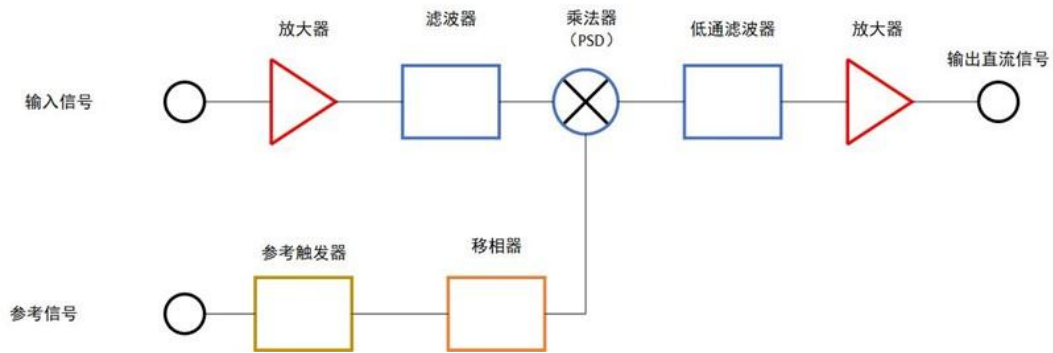 放大器
滤波器
乘法器
（PSD）
低通滤波器
放大器
输出直流信号
输入信号
参考触发器
移相器
参考信号